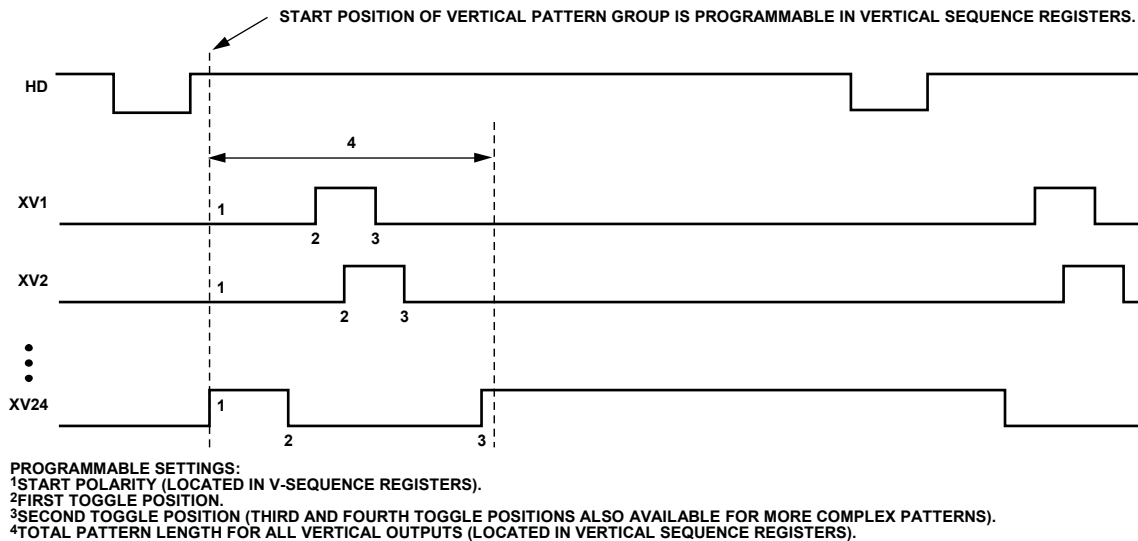 START POSITION OF VERTICAL PATTERN GROUP IS PROGRAMMABLE IN VERTICAL SEQUENCE REGISTERS.
HD
4
XV1
1
2 3
XV2
1
2 3
XV24
1
2 3
PROGRAMMABLE SETTINGS:
1START POLARITY (LOCATED IN V-SEQUENCE REGISTERS).
2FIRST TOGGLE POSITION.
3SECOND TOGGLE POSITION (THIRD AND FOURTH TOGGLE POSITIONS ALSO AVAILABLE FOR MORE COMPLEX PATTERNS).
4TOTAL PATTERN LENGTH FOR ALL VERTICAL OUTPUTS (LOCATED IN VERTICAL SEQUENCE REGISTERS).